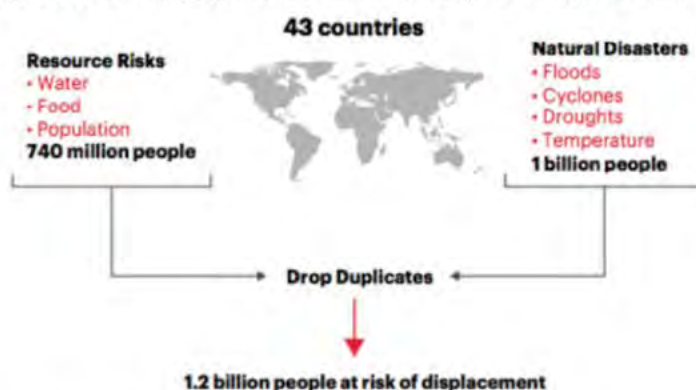 43 countries
Resource Risks
• Water
• Food
• Population
740 million people
Natural Disasters
• Floods
• Cyclones
• Droughts
• Temperature
1 billion people
Drop Duplicates
1.2 billion people at risk of displacement